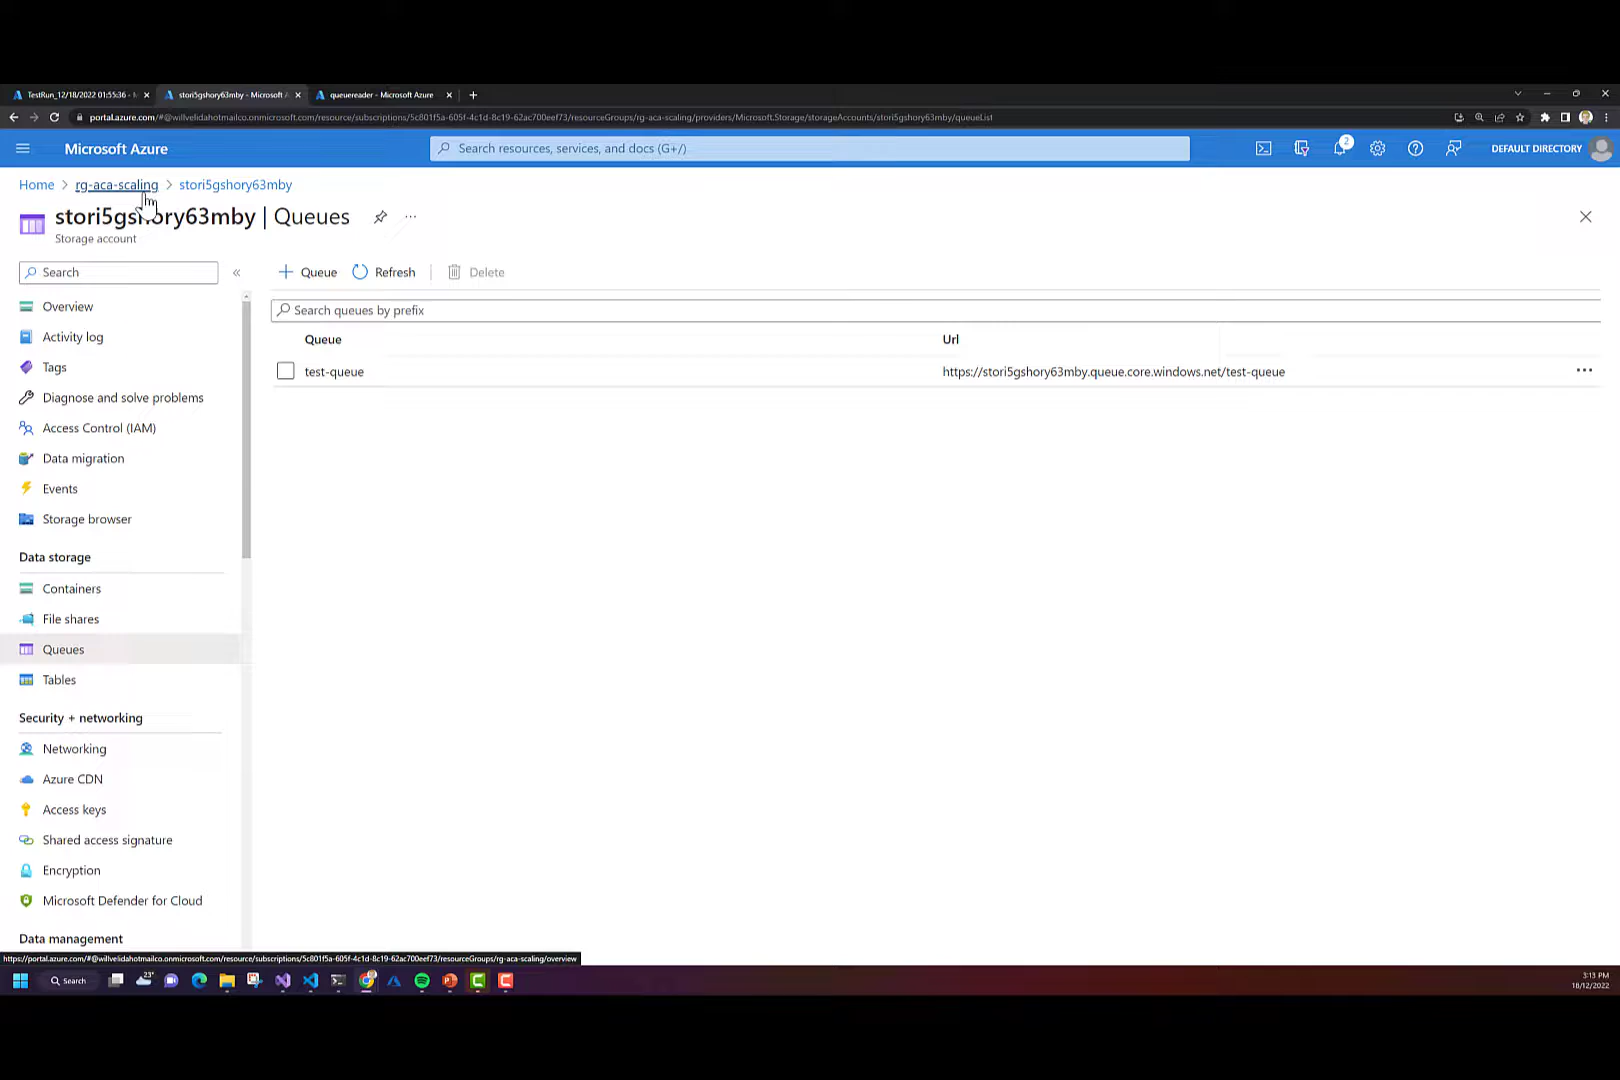 TestRun_12/18/2022 01:55:36 -
stori5gshory63mby - Microsoft A
queuereader - Microsoft Azure
portal.azure.com/#@willvelidahotmailco.onmicrosoft.com/resource/subscriptions/5c801f5a-605f-4c1d-8c19-62ac700eef73/resourceGroups/rg-aca-scaling/providers/Microsoft.Storage/storageAccounts/stori5gshory63mby/queueList
Microsoft Azure
Search resources, services, and docs (G+/)
2
DEFAULT DIRECTORY
Home > rg-aca-scaling > stori5gshory63mby
stori5gshory63mby | Queues
Storage account
Search
Queue
Refresh
Delete
Search queues by prefix
Queue
Url
test-queue
https://stori5gshory63mby.queue.core.windows.net/test-queue
Overview
Activity log
Tags
Diagnose and solve problems
Access Control (IAM)
Data migration
Events
Storage browser
Data storage
Containers
File shares
Queues
Tables
Security + networking
Networking
Azure CDN
Access keys
Shared access signature
Encryption
Microsoft Defender for Cloud
Data management
https://portal.azure.com/#@willvelidahotmailco.onmicrosoft.com/resource/subscriptions/5c801f5a-605f-4c1d-8c19-62ac700eef73/resourceGroups/rg-aca-scaling/overview
Search
23°
3:13 PM
18/12/2022